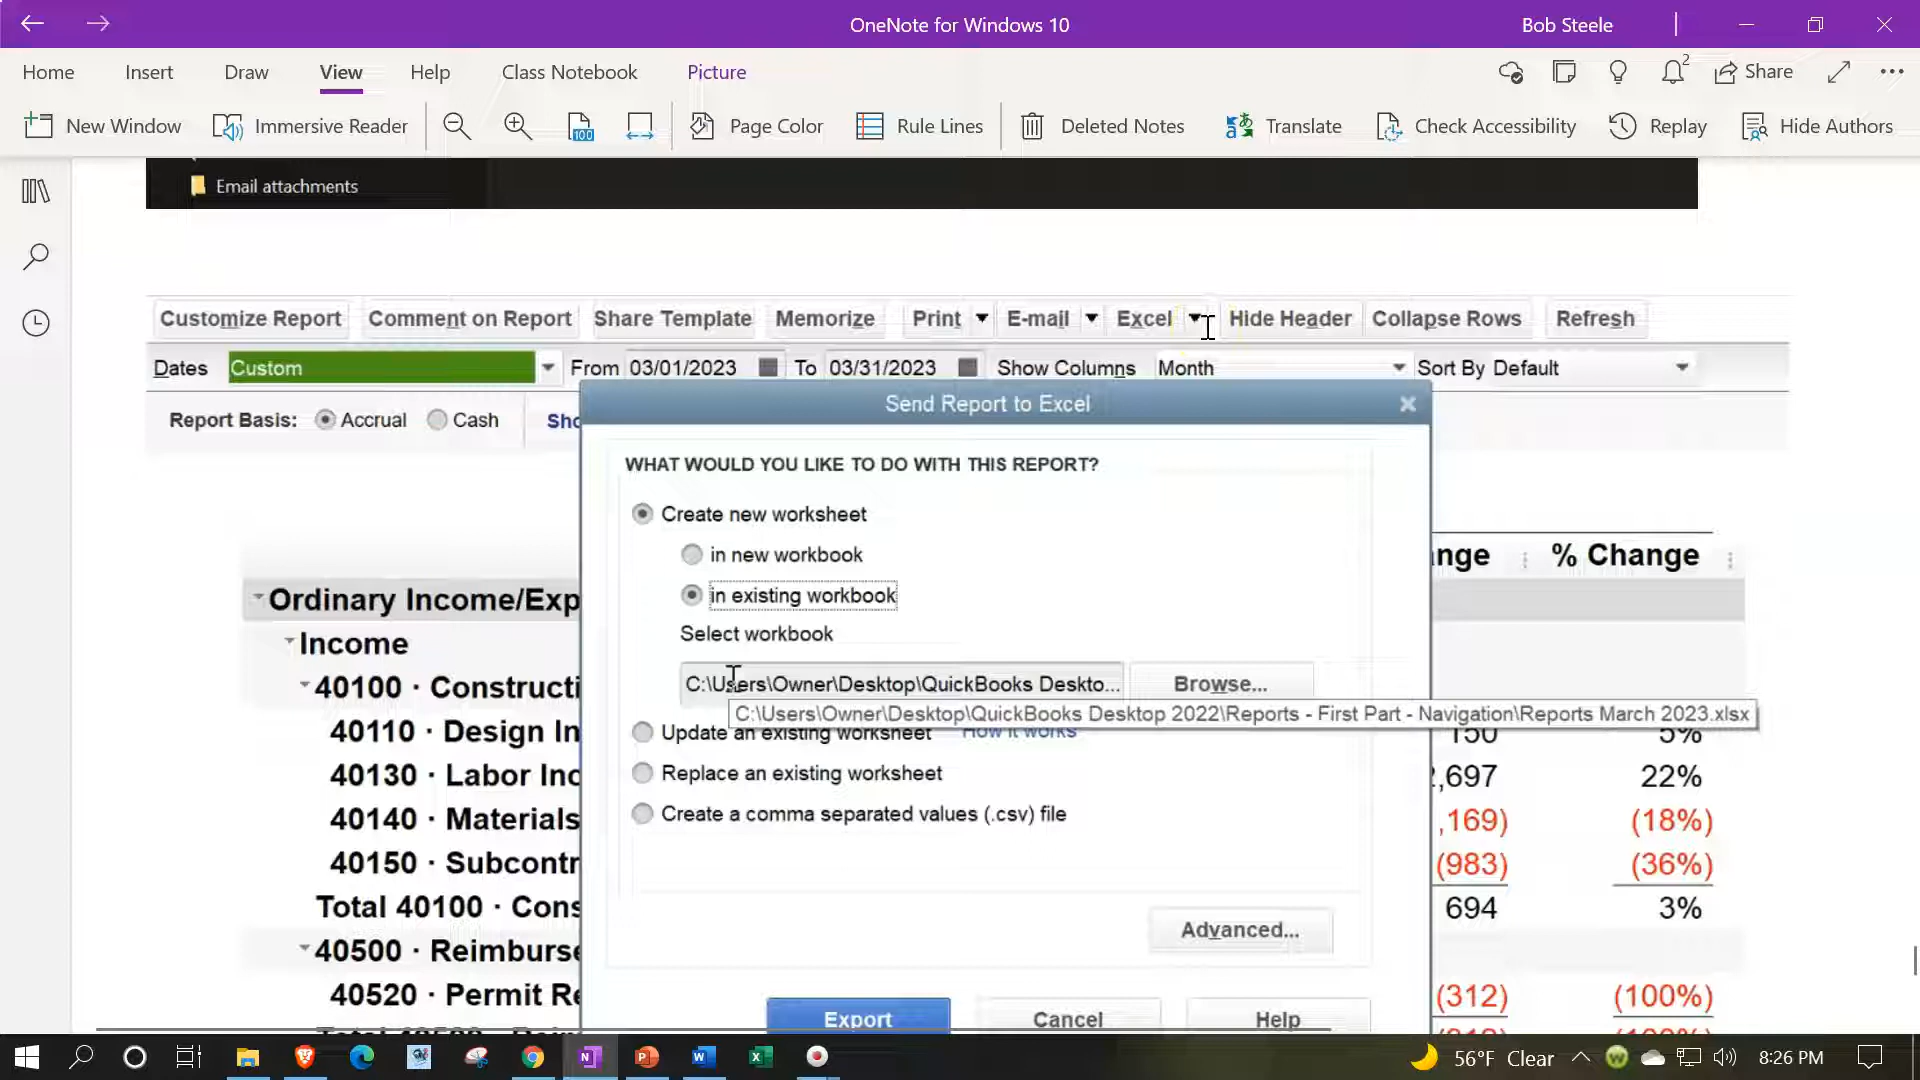 OneNote for Windows 10
Bob Steele
Home Insert Draw View Help Class Notebook Picture
2 Share
New Window Immersive Reader 100 Page Color Rule Lines Deleted Notes Translate Check Accessibility Replay Hide Authors
Email attachments
Customize Report Comment on Report Share Template Memorize Print E-mail Excel Hide Header Collapse Rows Refresh
Dates Custom From 03/01/2023 To 03/31/2023 Show Columns Month Sort By Default
Send Report to Excel
Report Basis: Accrual Cash Sho
WHAT WOULD YOU LIKE TO DO WITH THIS REPORT?
Create new worksheet
in new workbook
nge % Change
Ordinary Income/Exp
in existing workbook
Income
Select workbook
40100 · Constructi
C:\Users\Owner\Desktop\QuickBooks Deskto... Browse...
C:\Users\Owner\Desktop\QuickBooks Desktop 2022\Reports - First Part - Navigation\Reports March 2023.xlsx
40110 · Design In
Update an existing worksheet How it works
150 5%
40130 · Labor Inc
Replace an existing worksheet
,697 22%
40140 · Materials
Create a comma separated values (.csv) file
,169) (18%)
40150 · Subcontr
(983) (36%)
Total 40100 · Cons
694 3%
Advanced...
40500 · Reimburse
40520 · Permit Re
(312) (100%)
Export Cancel Help
56°F Clear 8:26 PM